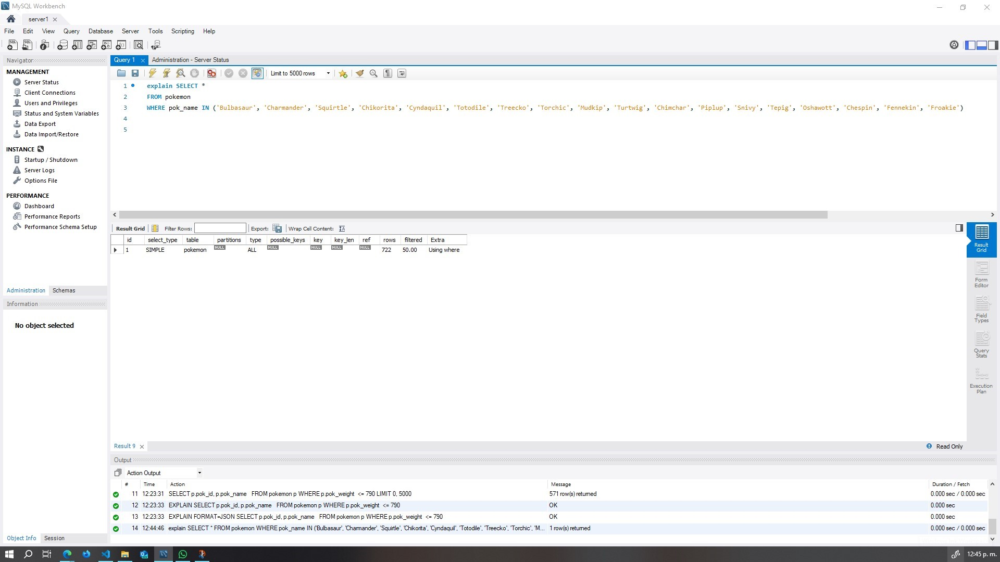 MySQL Workbench
server1
File Edit View Query Database Server Tools Scripting Help
Navigator
MANAGEMENT
Server Status
Client Connections
Users and Privileges
Status and System Variables
Data Export
Data Import/Restore
INSTANCE
Startup / Shutdown
Server Logs
Options File
PERFORMANCE
Dashboard
Performance Reports
Performance Schema Setup
Administration Schemas
Information
No object selected
Object Info Session
Query 1 Administration - Server Status
Limit to 5000 rows
1 explain SELECT *
2 FROM pokemon
3 WHERE pok_name IN ('Bulbasaur', 'Charmander', 'Squirtle', 'Chikorita', 'Cyndaquil', 'Totodile', 'Treecko', 'Torchic', 'Mudkip', 'Turtwig', 'Chimchar', 'Piplup', 'Snivy', 'Tepig', 'Oshawott', 'Chespin', 'Fennekin', 'Froakie')
4
5
Result Grid Filter Rows: Export: Wrap Cell Content:
id select_type table partitions type possible_keys key key_len ref rows filtered Extra
1 SIMPLE pokemon NULL ALL NULL NULL NULL NULL 722 50.00 Using where
Result
Grid
Form
Editor
Field
Types
Query
Stats
Execution
Plan
Result 9
Read Only
Output
Action Output
# Time Action Message Duration / Fetch
11 12:23:31 SELECT p.pok_id, p.pok_name FROM pokemon p WHERE p.pok_weight <= 790 LIMIT 0, 5000 571 row(s) returned 0.000 sec / 0.000 sec
12 12:23:33 EXPLAIN SELECT p.pok_id, p.pok_name FROM pokemon p WHERE p.pok_weight <= 790 OK 0.000 sec
13 12:23:33 EXPLAIN FORMAT=JSON SELECT p.pok_id, p.pok_name FROM pokemon p WHERE p.pok_weight <= 790 OK 0.000 sec
14 12:44:46 explain SELECT * FROM pokemon WHERE pok_name IN ('Bulbasaur', 'Charmander', 'Squirtle', 'Chikorita', 'Cyndaquil', 'Totodile', 'Treecko', 'Torchic', 'M... 1 row(s) returned 0.000 sec / 0.000 sec
12:45 p. m.